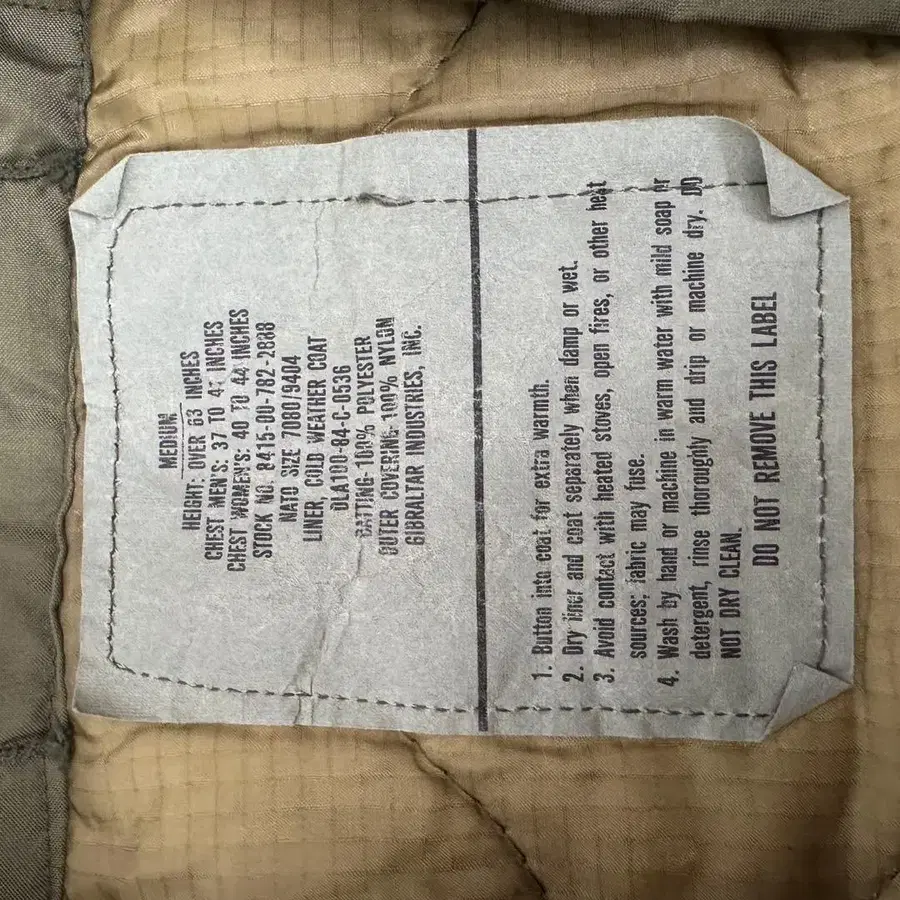 MEDIUM
HEIGHT: OVER 63 INCHES
CHEST MEN'S: 37 TO 41 INCHES
CHEST WOMEN'S: 40 TO 44 INCHES
STOCK NO. 8415-00-782-2888
NATO SIZE 7080/9404
LINER, COLD WEATHER COAT
DLA100-84-C-0536
BATTING-100% POLYESTER
OUTER COVERING-100% NYLON
GIBRALTAR INDUSTRIES, INC.
1. Button into coat for extra warmth.
2. Dry liner and coat separately when damp or wet.
3. Avoid contact with heated stoves, open fires, or other heat
sources; fabric may fuse.
4. Wash by hand or machine in warm water with mild soap or
detergent, rinse thoroughly and drip or machine dry. DO
NOT DRY CLEAN.
DO NOT REMOVE THIS LABEL